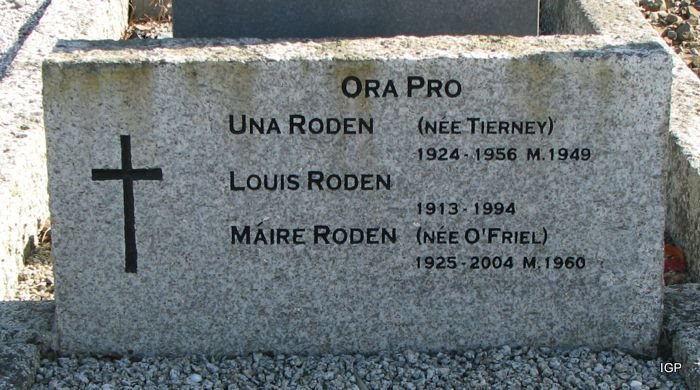 ORA PRO
UNA RODEN (NÉE TIERNEY)
1924 - 1956 M. 1949
LOUIS RODEN
1913 - 1994
MÁIRE RODEN (NÉE O'FRIEL)
1925 - 2004 M. 1960
IGP